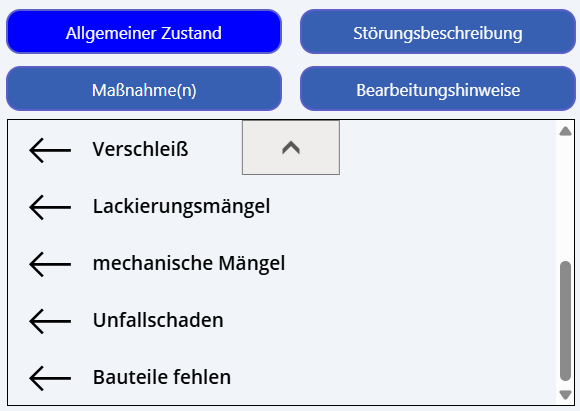 Allgemeiner Zustand
Störungsbeschreibung
Maßnahme(n)
Bearbeitungshinweise
Verschleiß
Lackierungsmängel
mechanische Mängel
Unfallschaden
Bauteile fehlen